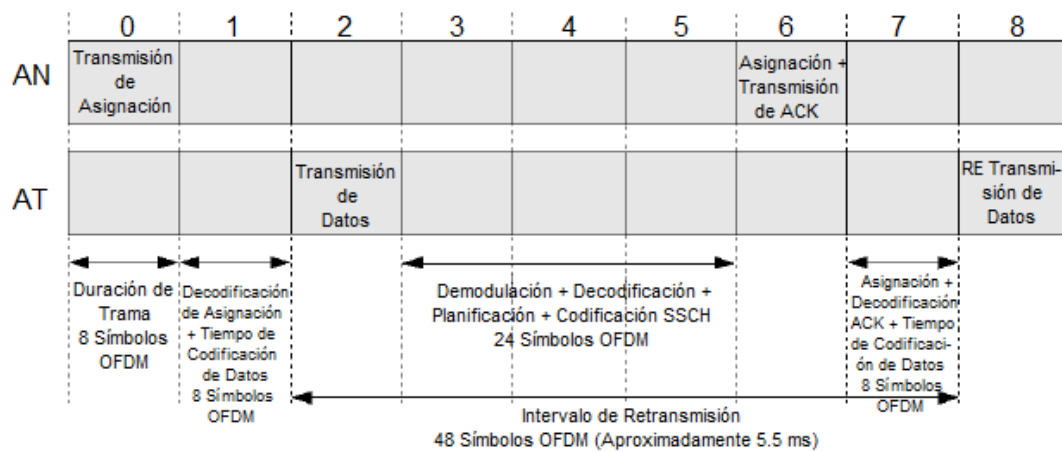 0 1 2 3 4 5 6 7 8
AN
Transmisión
de
Asignación
Asignación +
Transmisión
de ACK
AT
Transmisión
de
Datos
RE Transmi-
sión de
Datos
Duración de
Trama
8 Símbolos
OFDM
Decodificación
de Asignación
+ Tiempo de
Codificación
de Datos
8 Símbolos
OFDM
Demodulación + Decodificación +
Planificación + Codificación SSCH
24 Símbolos OFDM
Asignación +
Decodificación
ACK + Tiempo
de Codificaci-
ón de Datos
8 Símbolos
OFDM
Intervalo de Retransmisión
48 Símbolos OFDM (Aproximadamente 5.5 ms)